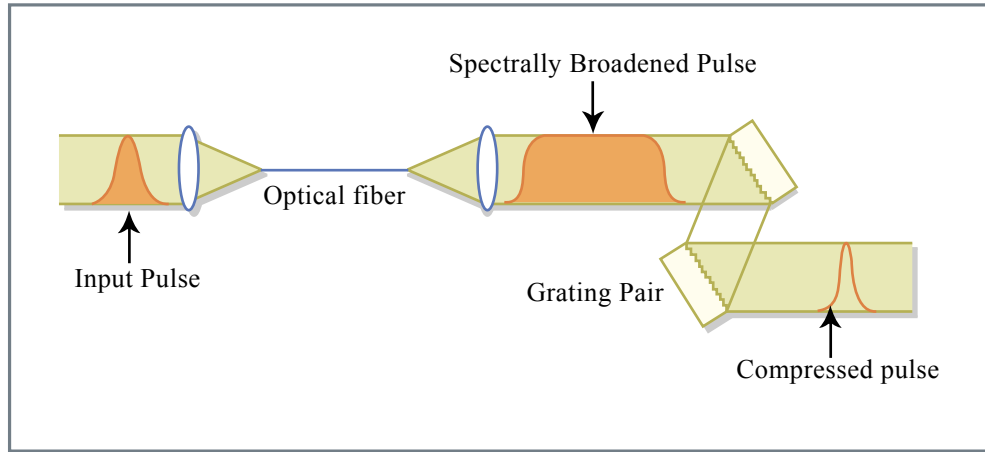 Spectrally Broadened Pulse
Optical fiber
Input Pulse
Grating Pair
Compressed pulse